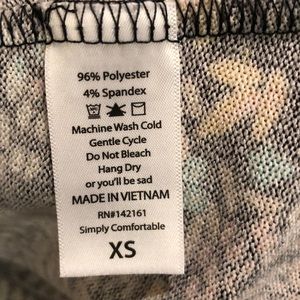 96% Polyester
4% Spandex
Machine Wash Cold
Gentle Cycle
Do Not Bleach
Hang Dry
or you'll be sad
MADE IN VIETNAM
RN#142161
Simply Comfortable
XS